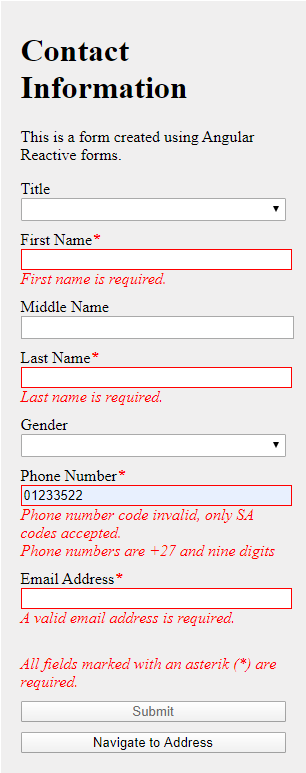 Contact
Information
This is a form created using Angular
Reactive forms.
Title
First Name*
First name is required.
Middle Name
Last Name*
Last name is required.
Gender
Phone Number*
01233522
Phone number code invalid, only SA
codes accepted.
Phone numbers are +27 and nine digits
Email Address*
A valid email address is required.
All fields marked with an asterik (*) are
required.
Submit
Navigate to Address